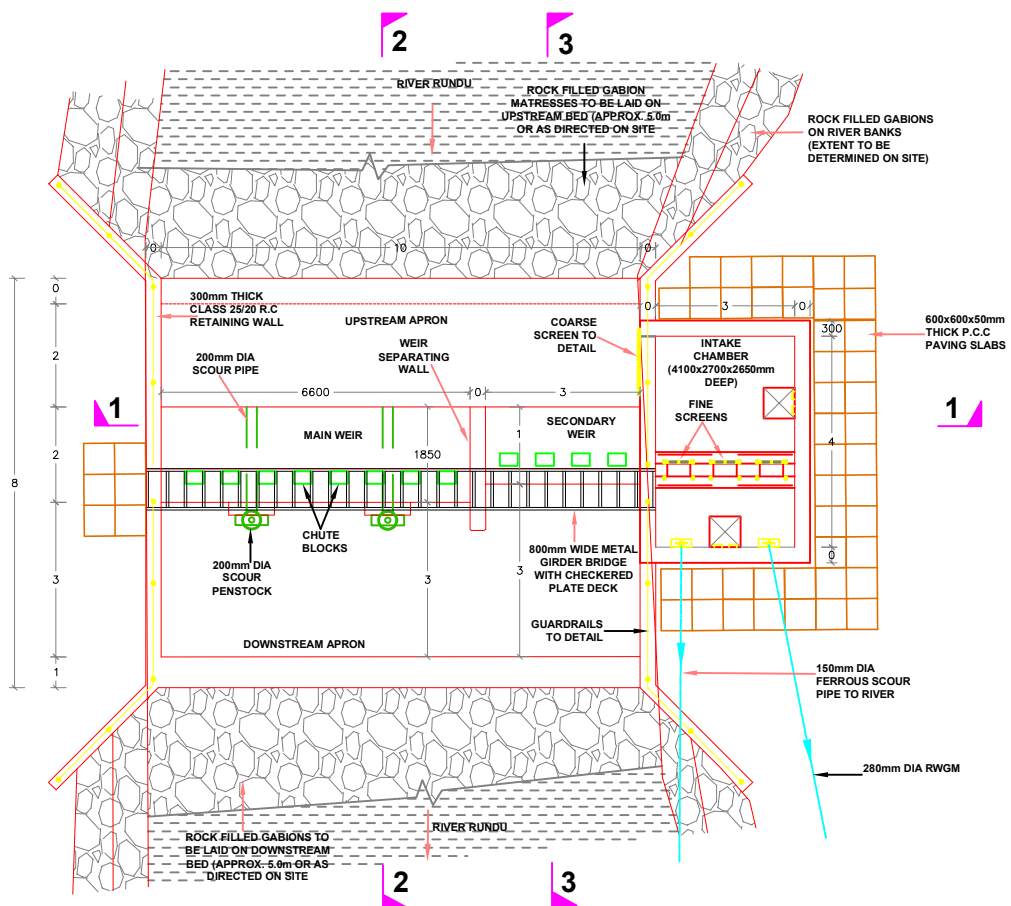 2
3
RIVER RUNDU
ROCK FILLED GABION
MATRESSES TO BE LAID ON
UPSTREAM BED (APPROX. 5.0m
OR AS DIRECTED ON SITE
ROCK FILLED GABIONS
ON RIVER BANKS
(EXTENT TO BE
DETERMINED ON SITE)
0
10
0
300mm THICK
CLASS 25/20 R.C
RETAINING WALL
UPSTREAM APRON
COARSE
SCREEN TO
DETAIL
0
3
0
600x600x50mm
THICK P.C.C
PAVING SLABS
300
INTAKE
CHAMBER
(4100x2700x2650mm
DEEP)
200mm DIA
SCOUR PIPE
WEIR
SEPARATING
WALL
0
2
6600
0
3
FINE
SCREENS
1
1
MAIN WEIR
SECONDARY
WEIR
1
4
1850
2
8
CHUTE
BLOCKS
200mm DIA
SCOUR
PENSTOCK
800mm WIDE METAL
GIRDER BRIDGE
WITH CHECKERED
PLATE DECK
0
3
3
3
GUARDRAILS
TO DETAIL
DOWNSTREAM APRON
1
150mm DIA
FERROUS SCOUR
PIPE TO RIVER
280mm DIA RWGM
RIVER RUNDU
ROCK FILLED GABIONS TO
BE LAID ON DOWNSTREAM
BED (APPROX. 5.0m OR AS
DIRECTED ON SITE
2
3